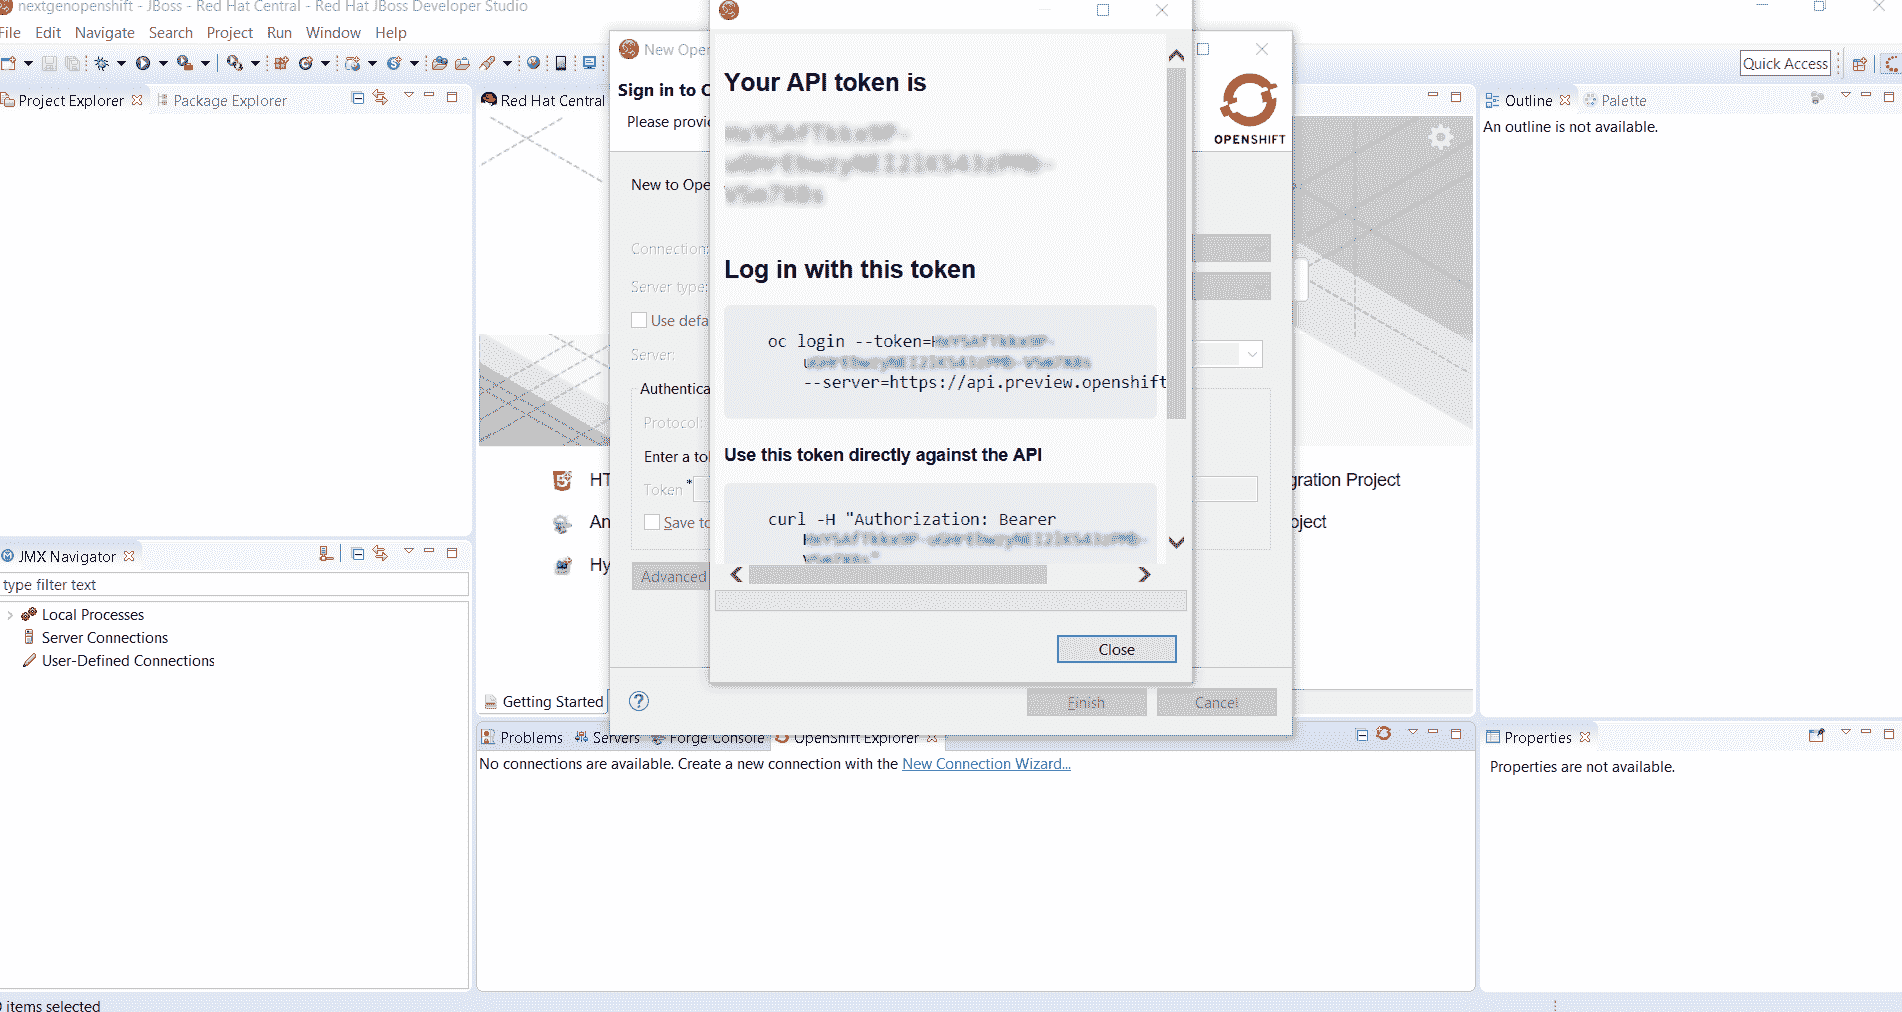 nextgenopenshift - JBoss - Red Hat Central - Red Hat JBoss Developer Studio
File Edit Navigate Search Project Run Window Help
Quick Access
Project Explorer
Package Explorer
Red Hat Central
New Ope
Sign in to
Please provi
OPENSHIFT
New to Ope
Connection:
Server type:
Use defa
Server:
Authentica
Protocol:
Enter a to
Token *
Save to
Advanced
Finish
Cancel
Your API token is
Log in with this token
oc login --token=
--server=https://api.preview.openshift
Use this token directly against the API
curl -H "Authorization: Bearer
Close
HT
An
Hy
gration Project
oject
Getting Started
Outline
Palette
An outline is not available.
JMX Navigator
type filter text
Local Processes
Server Connections
User-Defined Connections
Problems
Servers
Forge Console
OpenShift Explorer
No connections are available. Create a new connection with the New Connection Wizard...
Properties
Properties are not available.
items selected